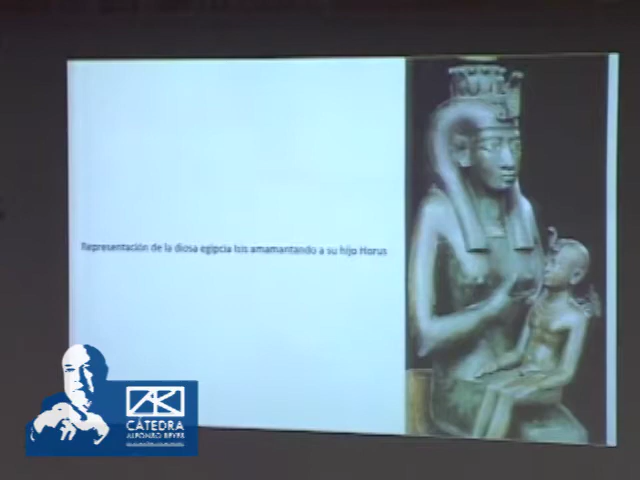 Representación de la diosa egipcia Isis amamantando a su hijo Horus
CÁTEDRA
ALFONSO REYES